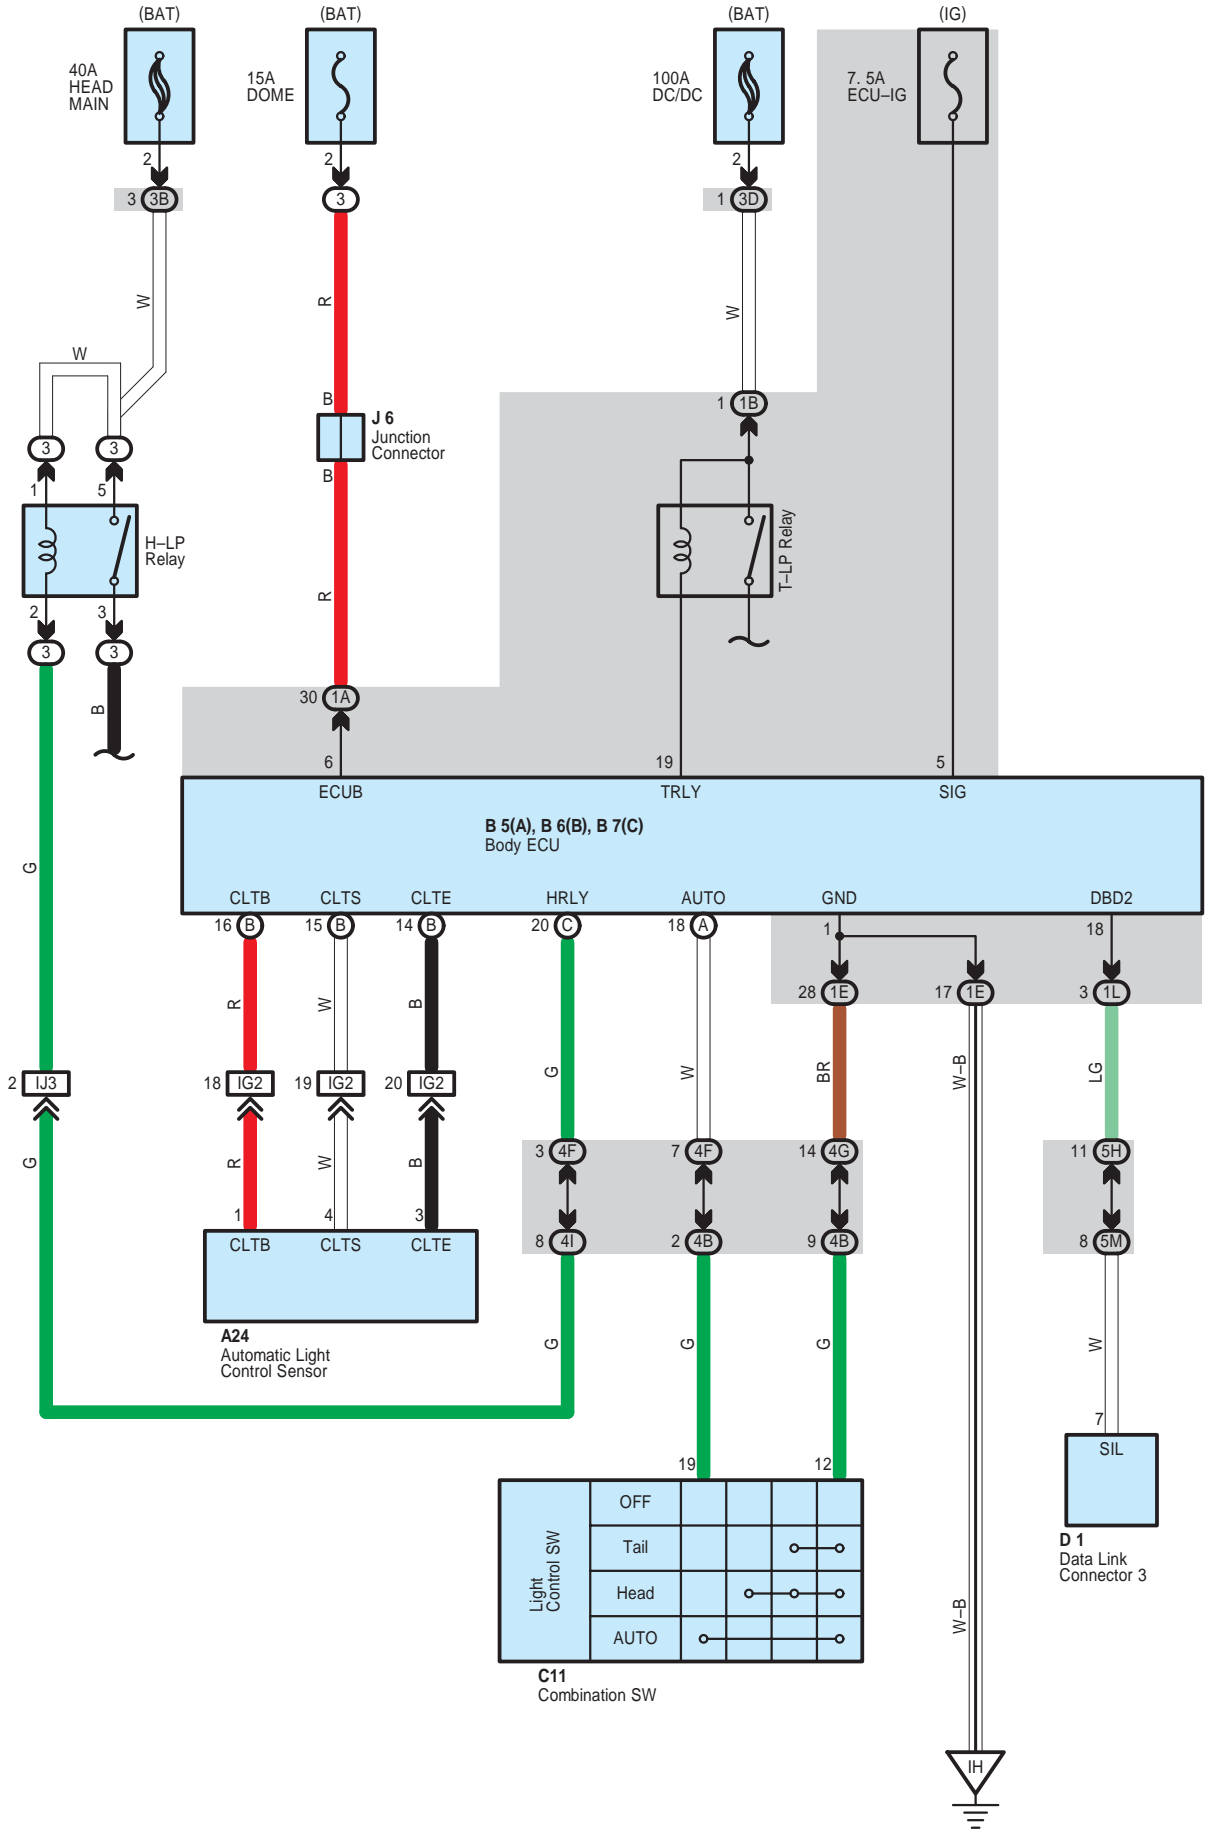 (BAT) (BAT) (BAT) (IG)
40A
HEAD
MAIN
15A
DOME
100A
DC/DC
7. 5A
ECU–IG
2 2 2
3 3B 3 1 3D
W R W
W
B
J 6
Junction
Connector
B
1 1B
3 3
1 5
H–LP
Relay
T–LP Relay
R
2 3
3 3
B
30 1A
6 19 5
ECUB TRLY SIG
B 5(A), B 6(B), B 7(C)
Body ECU
G
CLTB CLTS CLTE HRLY AUTO GND DBD2
16 B 15 B 14 B 20 C 18 A 1 18
28 1E 17 1E 3 1L
R W B G W BR W–B LG
2 IJ3 18 IG2 19 IG2 20 IG2
G R W B
3 4F 7 4F 14 4G 11 5H
1 4 3
CLTB CLTS CLTE
8 4I 2 4B 9 4B 8 5M
A24
Automatic Light
Control Sensor
G G G W
7
SIL
19 12
Light
Control SW
OFF
Tail
Head
AUTO
D 1
Data Link
Connector 3
W–B
C11
Combination SW
IH